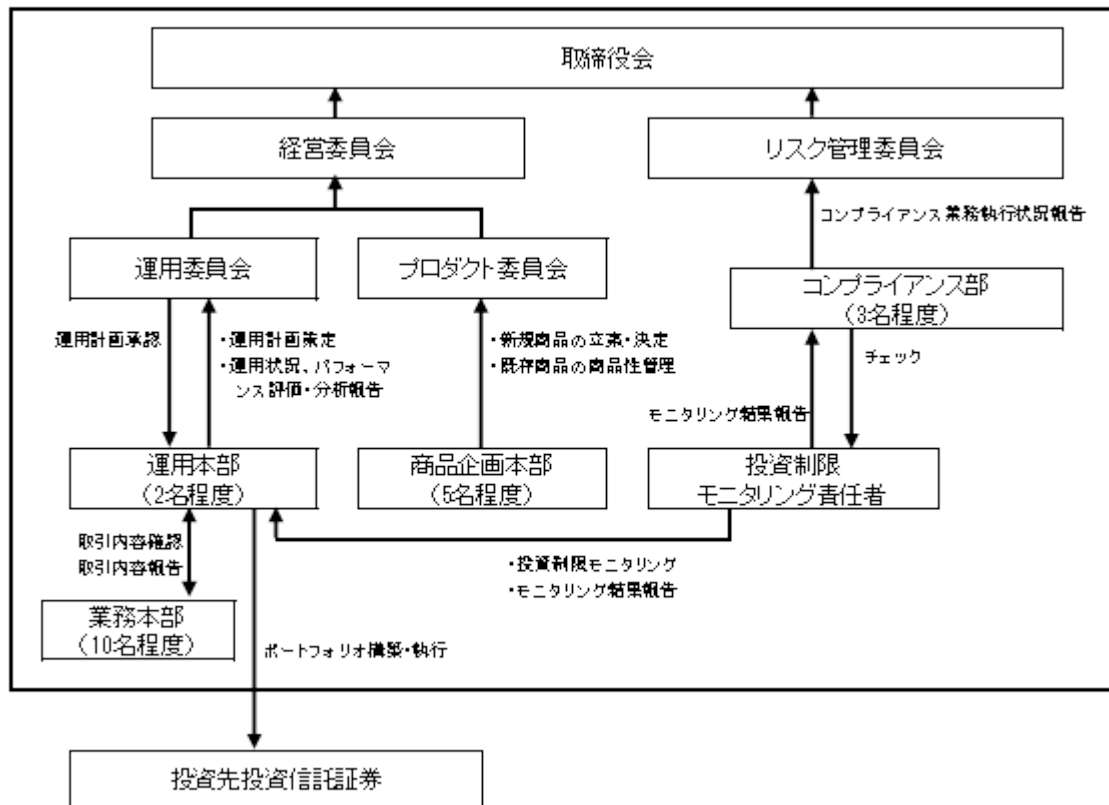 取締役会
経営委員会
リスク管理委員会
コンプライアンス業務執行状況報告
運用委員会
プロダクト委員会
コンプライアンス部
(3名程度)
運用計画承認
・運用計画策定
・運用状況、パフォーマ
ンス評価・分析報告
・新規商品の立案・決定
・既存商品の商品性管理
チェック
モニタリング結果報告
運用本部
(2名程度)
商品企画本部
(5名程度)
投資制限
モニタリング責任者
取引内容確認
取引内容報告
・投資制限モニタリング
・モニタリング結果報告
業務本部
(10名程度)
ポートフォリオ構築・執行
投資先投資信託証券